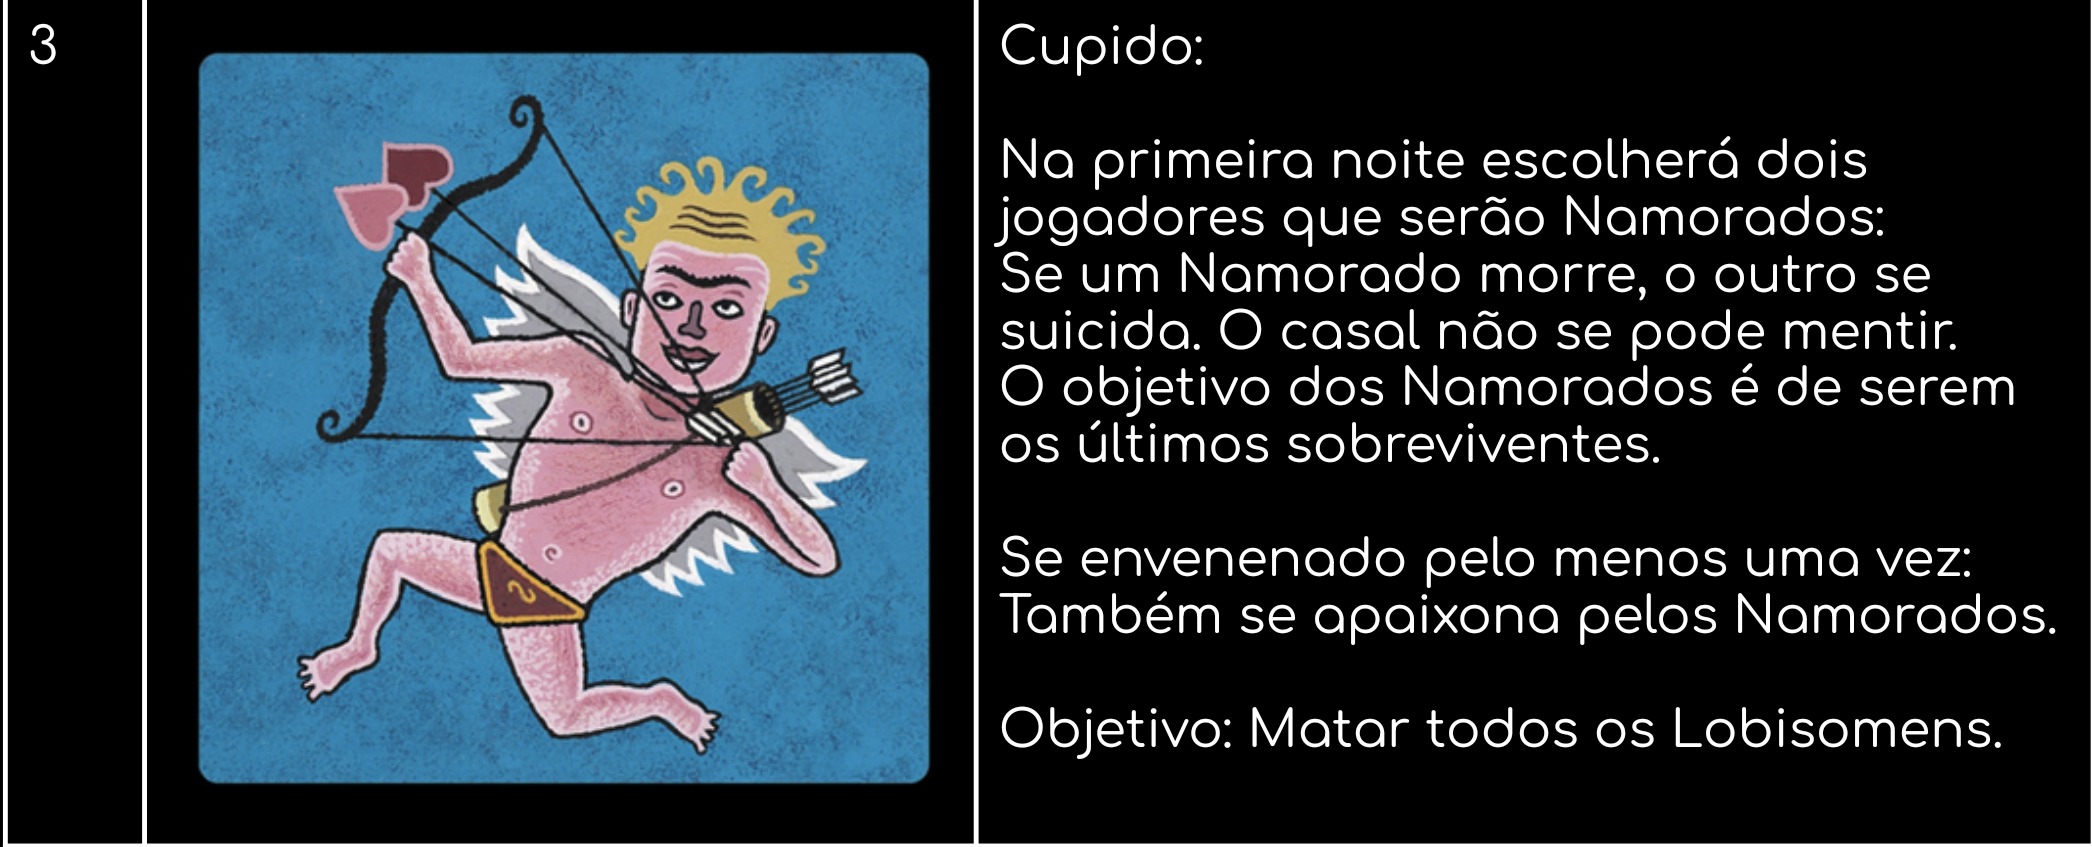 3
Cupido:
Na primeira noite escolherá dois
jogadores que serão Namorados:
Se um Namorado morre, o outro se
suicida. O casal não se pode mentir.
O objetivo dos Namorados é de serem
os últimos sobreviventes.
Se envenenado pelo menos uma vez:
Também se apaixona pelos Namorados.
Objetivo: Matar todos os Lobisomens.